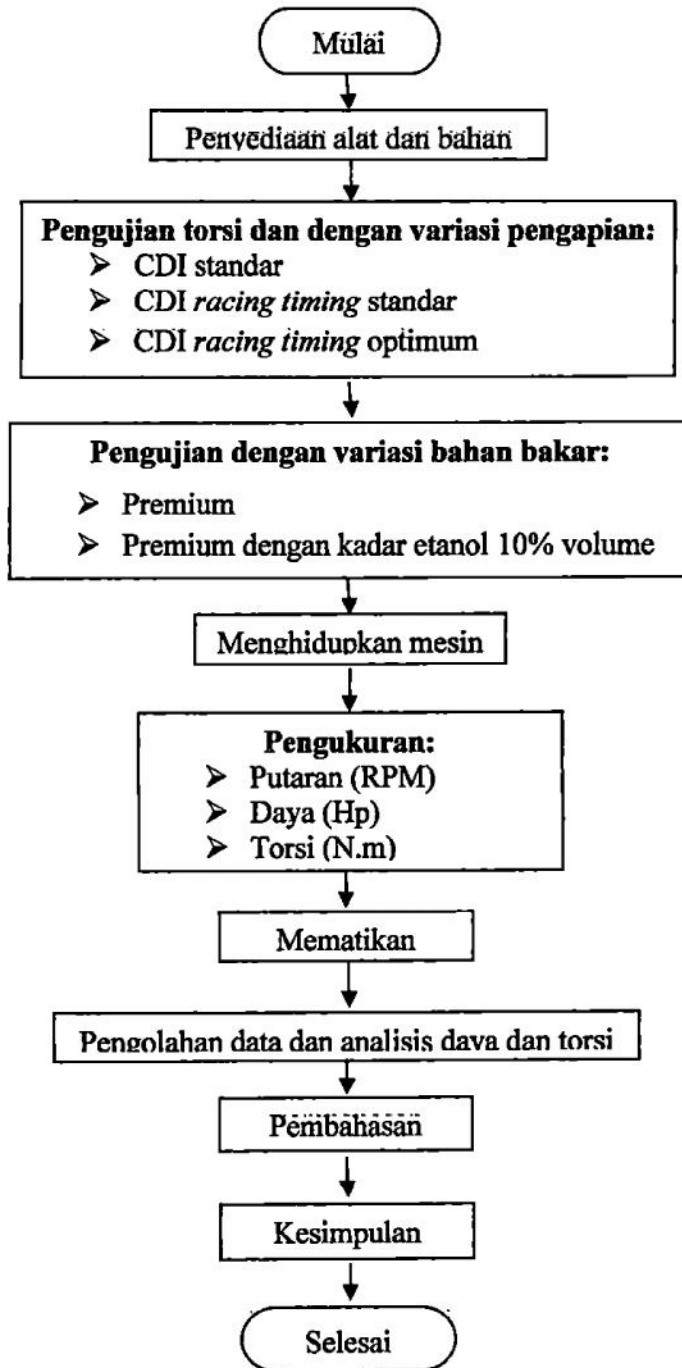 Mulai
Penyediaan alat dan bahan
Pengujian torsi dan dengan variasi pengapian:
➤ CDI standar
➤ CDI racing timing standar
➤ CDI racing timing optimum
Pengujian dengan variasi bahan bakar:
➤ Premium
➤ Premium dengan kadar etanol 10% volume
Menghidupkan mesin
Pengukuran:
➤ Putaran (RPM)
➤ Daya (Hp)
➤ Torsi (N.m)
Mematikan
Pengolahan data dan analisis daya dan torsi
Pembahasan
Kesimpulan
Selesai